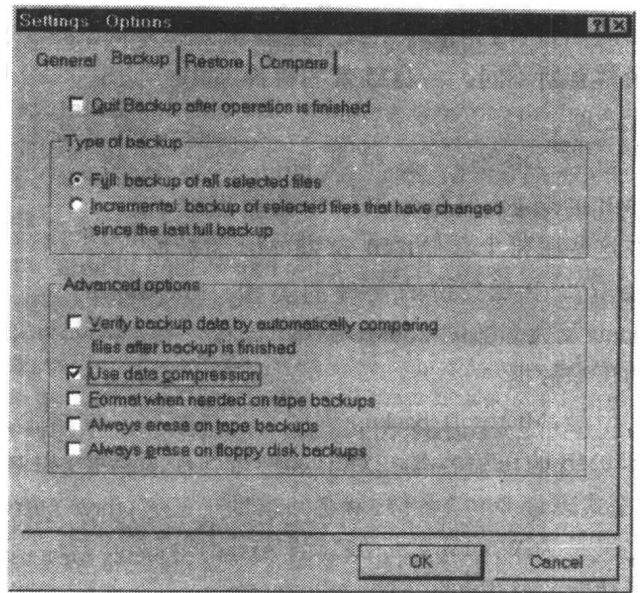 Settings - Options
General Backup Restore Compare
Quit Backup after operation is finished
Type of backup
Full: backup of all selected files
Incremental: backup of selected files that have changed
since the last full backup
Advanced options
Verify backup data by automatically comparing
files after backup is finished
Use data compression
Format when needed on tape backups
Always erase on tape backups
Always erase on floppy disk backups
OK Cancel